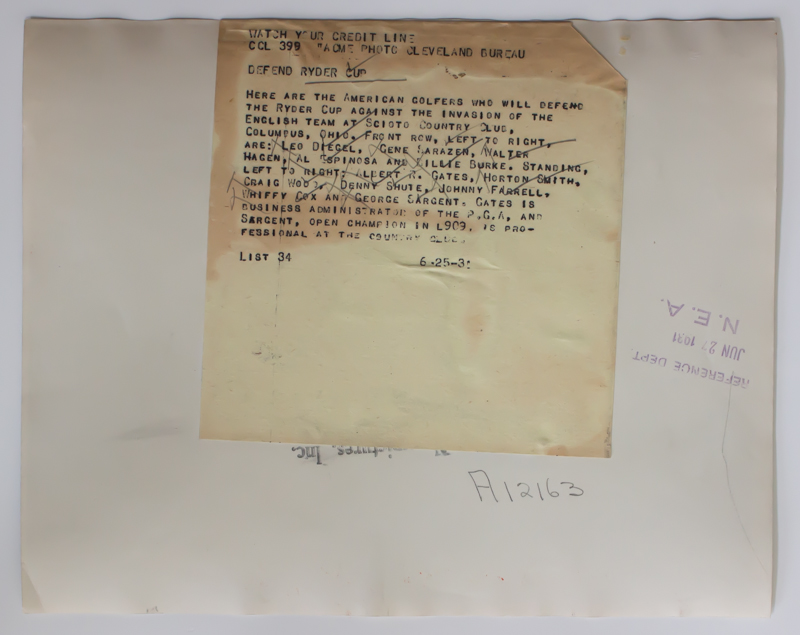 WATCH YOUR CREDIT LINE
CCL 399 "ACME PHOTO CLEVELAND BUREAU
DEFEND RYDER CUP
HERE ARE THE AMERICAN GOLFERS WHO WILL DEFEND
THE RYDER CUP AGAINST THE INVASION OF THE
ENGLISH TEAM AT SCIOTO COUNTRY CLUB,
COLUMBUS, OHIO. FRONT ROW, LEFT TO RIGHT,
ARE: LEO DIEGEL, GENE SARAZEN, WALTER
HAGEN, AL ESPINOSA AND BILLIE BURKE. STANDING,
LEFT TO RIGHT: ALBERT R. GATES, HORTON SMITH,
CRAIG WOOD, DENNY SHUTE, JOHNNY FARRELL,
WHIFFY COX AND GEORGE SARGENT. GATES IS
BUSINESS ADMINISTRATOR OF THE P.G.A. AND
SARGENT, OPEN CHAMPION IN L909, IS PRO-
FESSIONAL AT THE COUNTRY CLUB.
LIST 34 6-25-31
N.E.A.
JUN 27 1931
REFERENCE DEPT
Pictures, Inc.
A12163